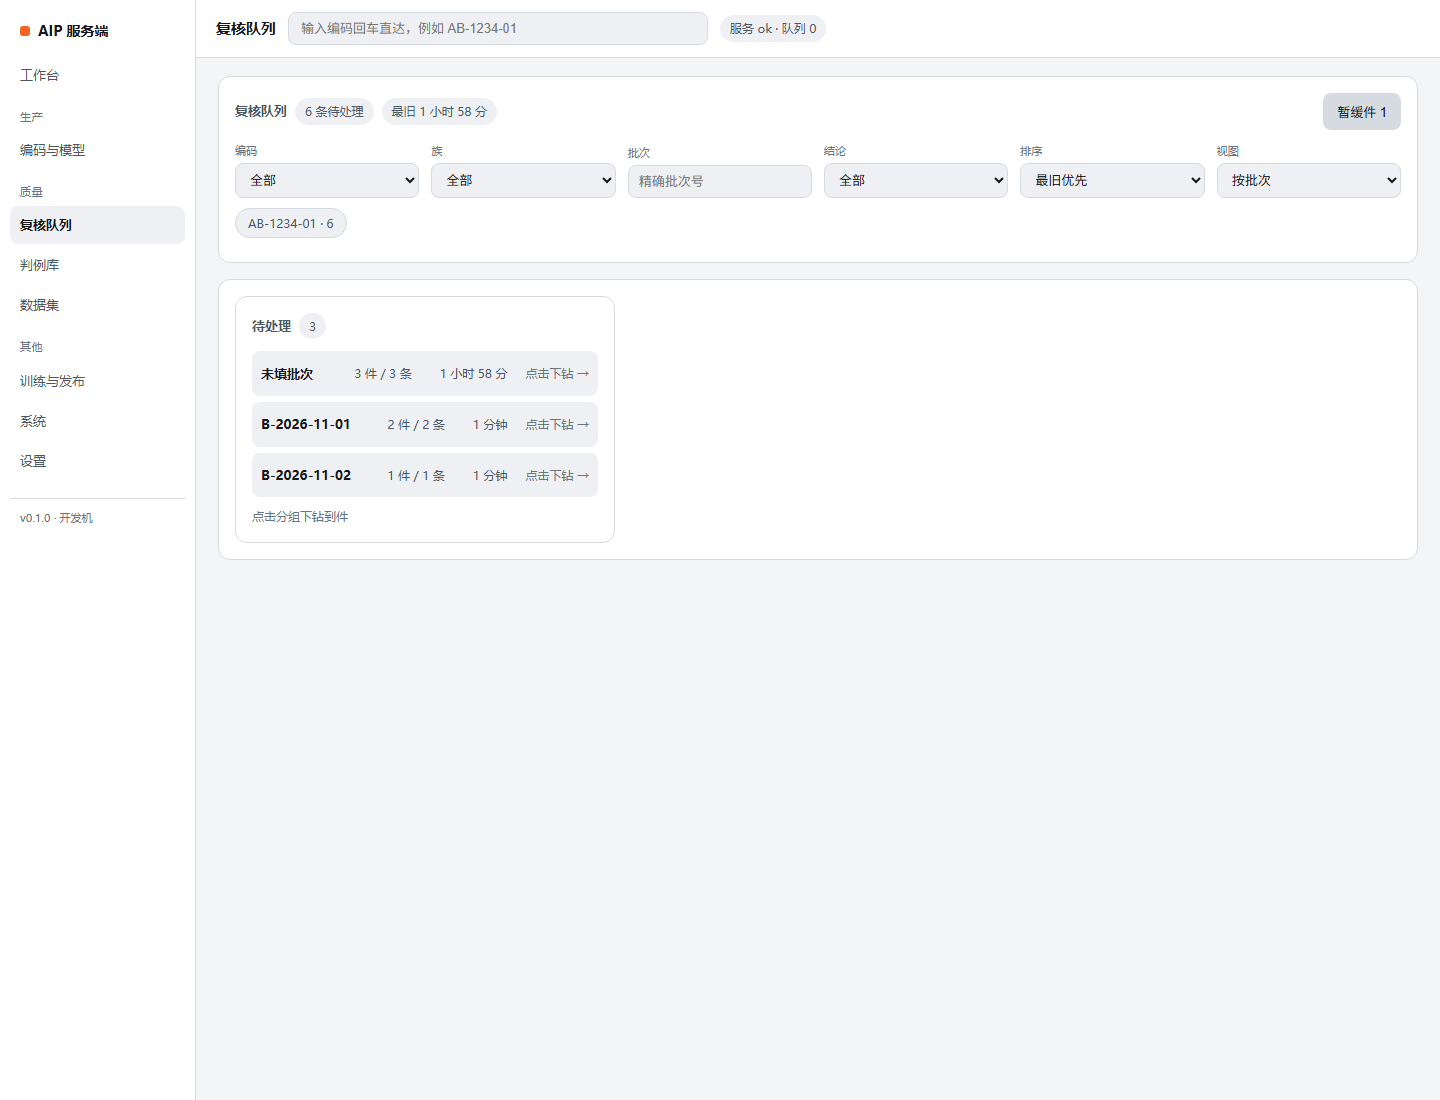 AIP 服务端
工作台
生产
编码与模型
质量
复核队列
判例库
数据集
其他
训练与发布
系统
设置
v0.1.0 · 开发机
复核队列 输入编码回车直达，例如 AB-1234-01 服务 ok · 队列 0
复核队列 6 条待处理 最旧 1 小时 58 分 暂缓件 1
编码 族 批次 结论 排序 视图
全部 全部 精确批次号 全部 最旧优先 按批次
AB-1234-01 · 6
待处理 3
未填批次 3 件 / 3 条 1 小时 58 分 点击下钻 →
B-2026-11-01 2 件 / 2 条 1 分钟 点击下钻 →
B-2026-11-02 1 件 / 1 条 1 分钟 点击下钻 →
点击分组下钻到件